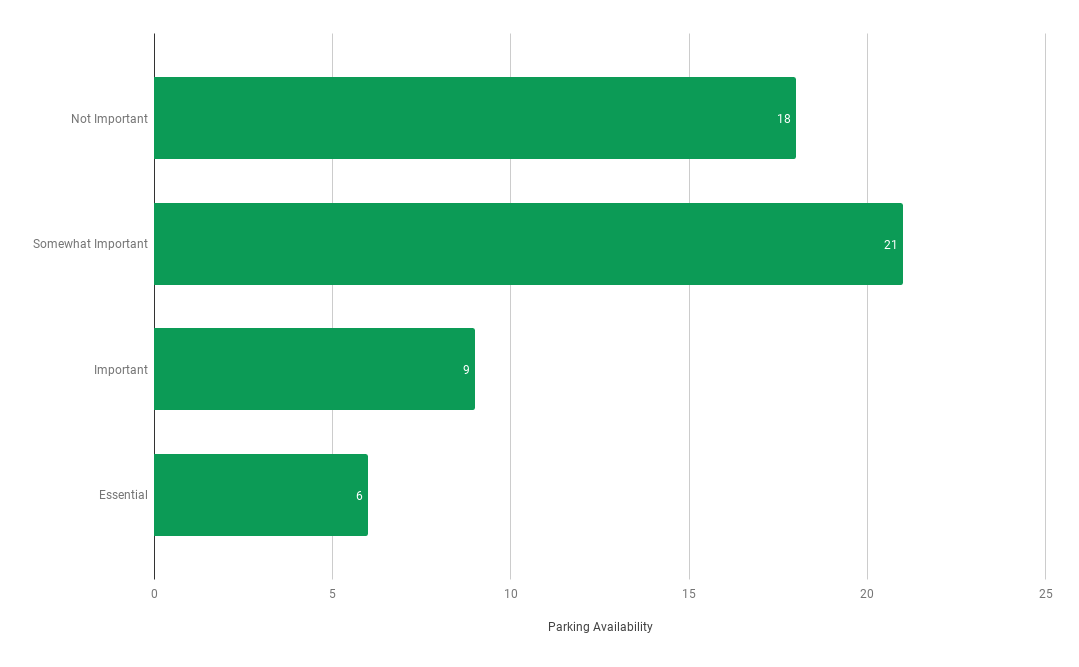 Not Important
18
Somewhat Important
21
Important
9
Essential
6
0 5 10 15 20 25
Parking Availability